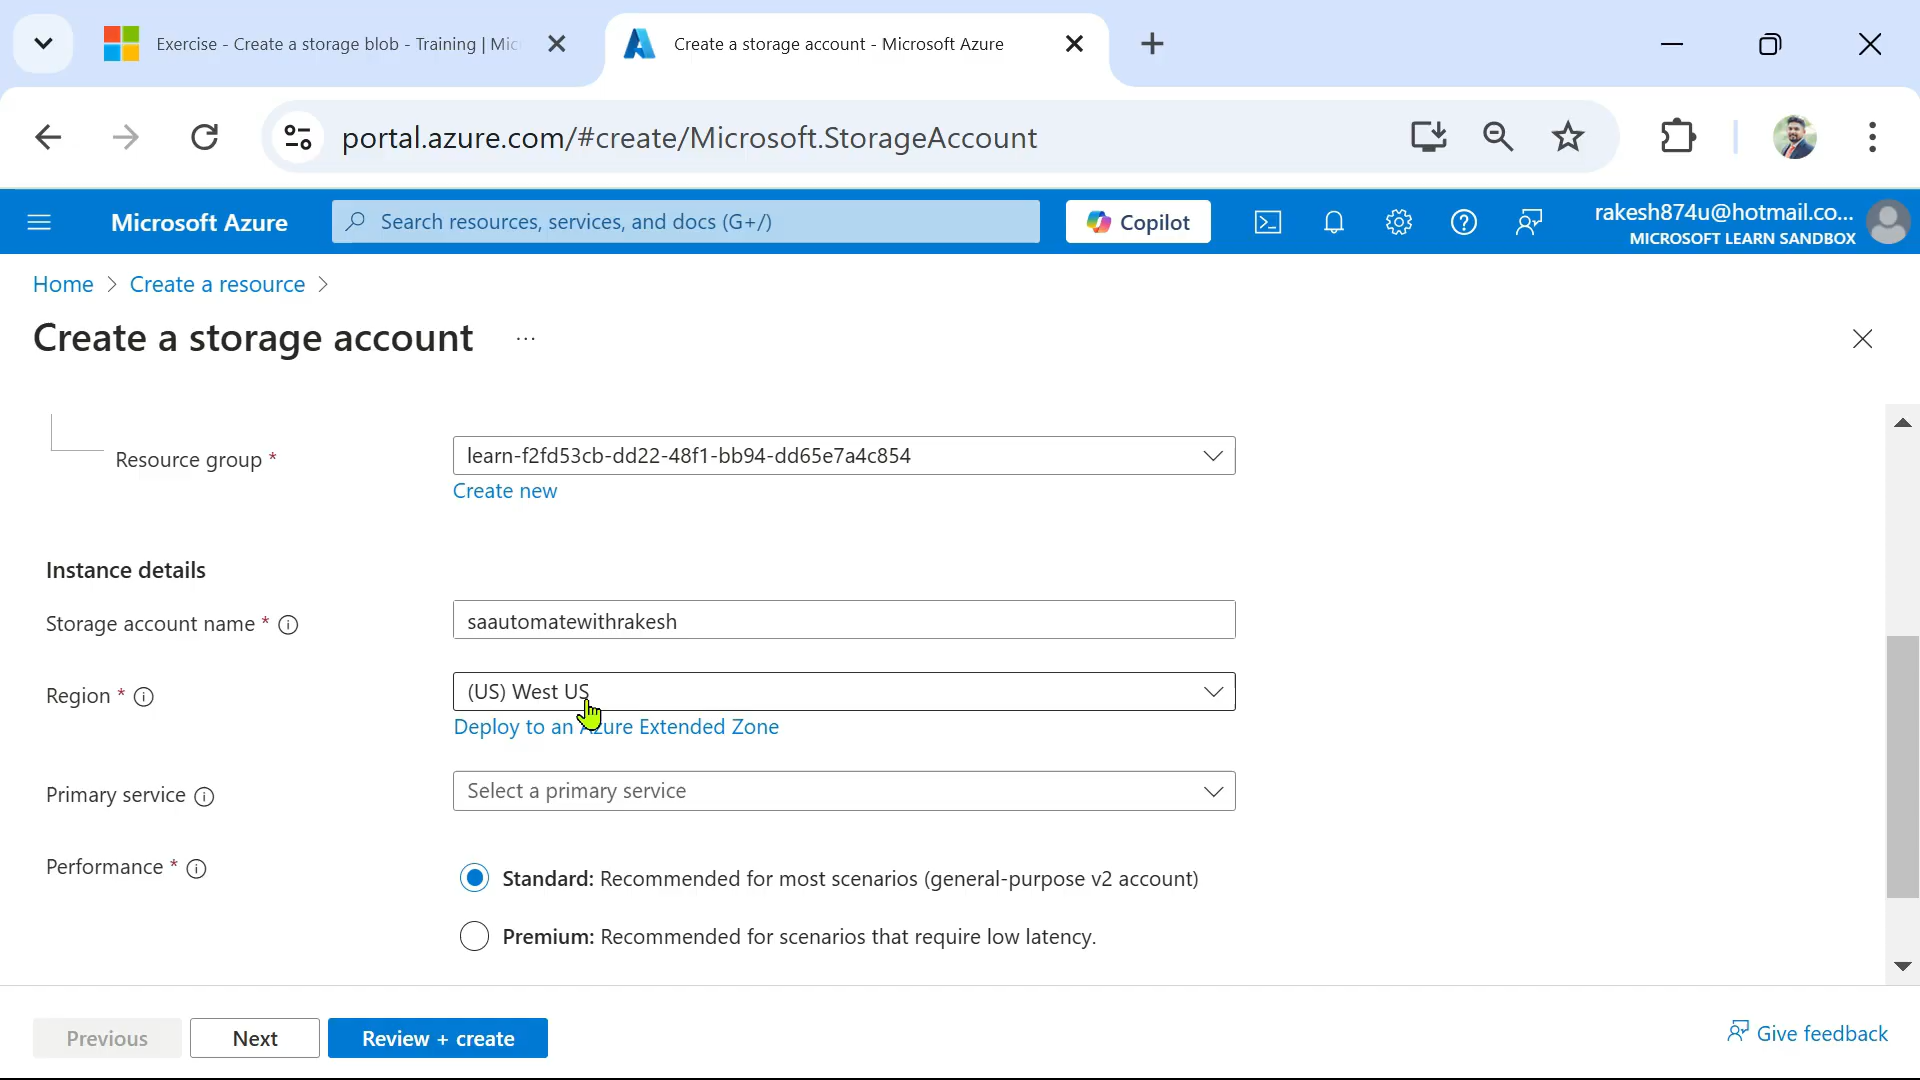 Exercise - Create a storage blob - Training | Mic
Create a storage account - Microsoft Azure
portal.azure.com/#create/Microsoft.StorageAccount
Microsoft Azure
Search resources, services, and docs (G+/)
Copilot
rakesh874u@hotmail.co...
MICROSOFT LEARN SANDBOX
Home > Create a resource >
Create a storage account ...
Resource group *
learn-f2fd53cb-dd22-48f1-bb94-dd65e7a4c854
Create new
Instance details
Storage account name *
saautomatewithrakesh
Region *
(US) West US
Deploy to an Azure Extended Zone
Primary service
Select a primary service
Performance *
Standard: Recommended for most scenarios (general-purpose v2 account)
Premium: Recommended for scenarios that require low latency.
Previous
Next
Review + create
Give feedback